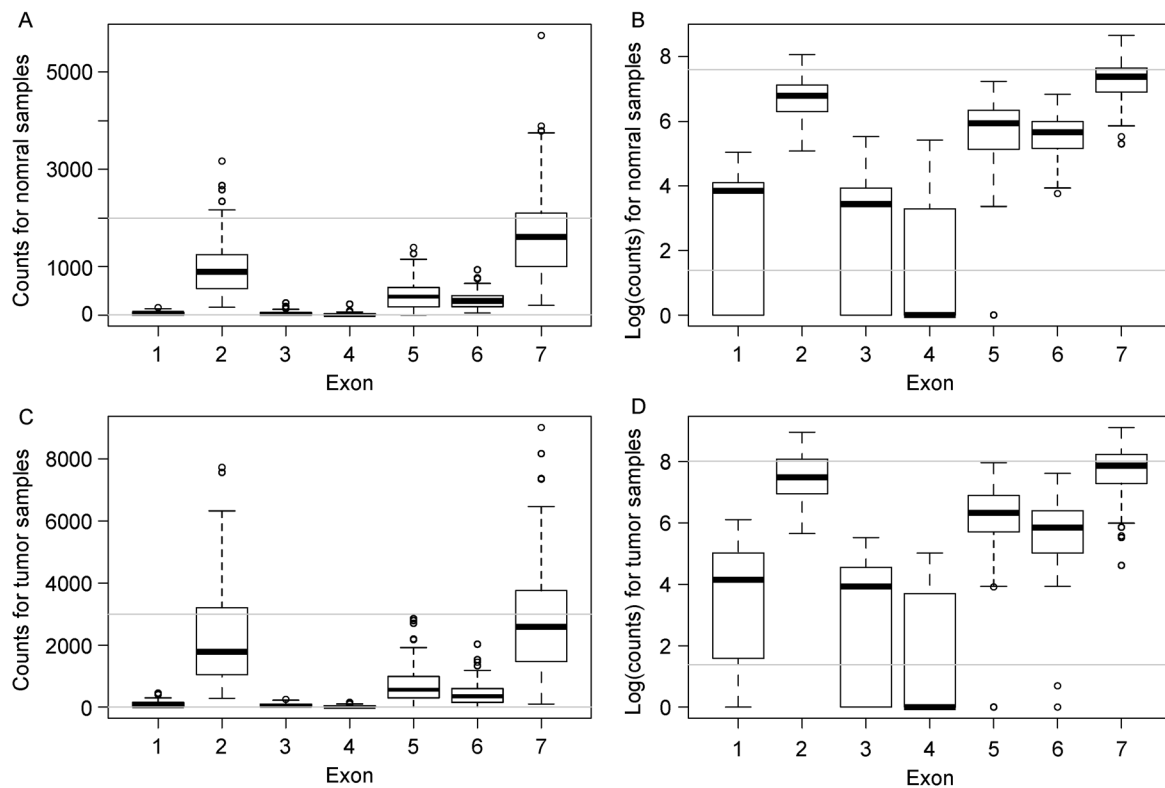 A
Counts for nomral samples
5000
3000
1000
0
1 2 3 4 5 6 7
Exon
B
Log(counts) for nomral samples
8
6
4
2
0
1 2 3 4 5 6 7
Exon
C
Counts for tumor samples
8000
6000
4000
2000
0
1 2 3 4 5 6 7
Exon
D
Log(counts) for tumor samples
8
6
4
2
0
1 2 3 4 5 6 7
Exon